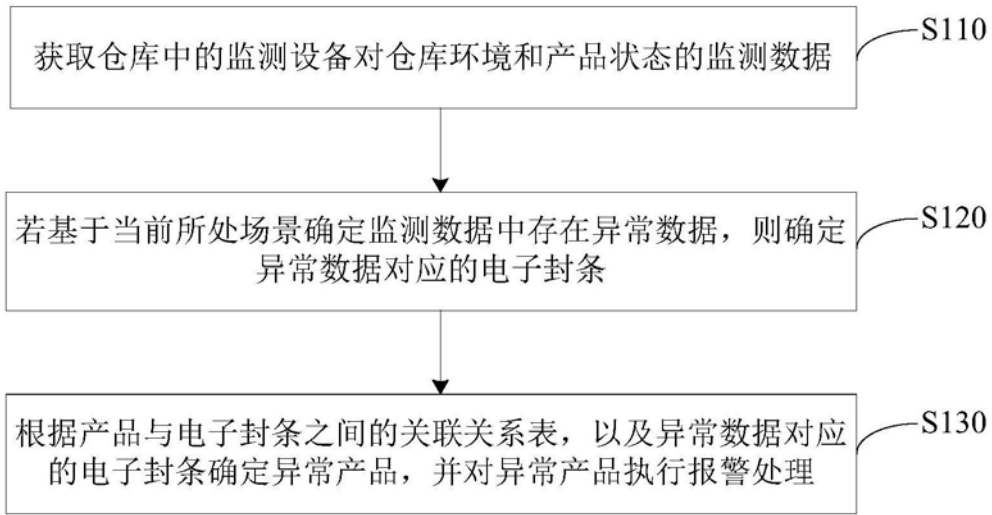 获取仓库中的监测设备对仓库环境和产品状态的监测数据
S110
若基于当前所处场景确定监测数据中存在异常数据，则确定
异常数据对应的电子封条
S120
根据产品与电子封条之间的关联关系表，以及异常数据对应
的电子封条确定异常产品，并对异常产品执行报警处理
S130